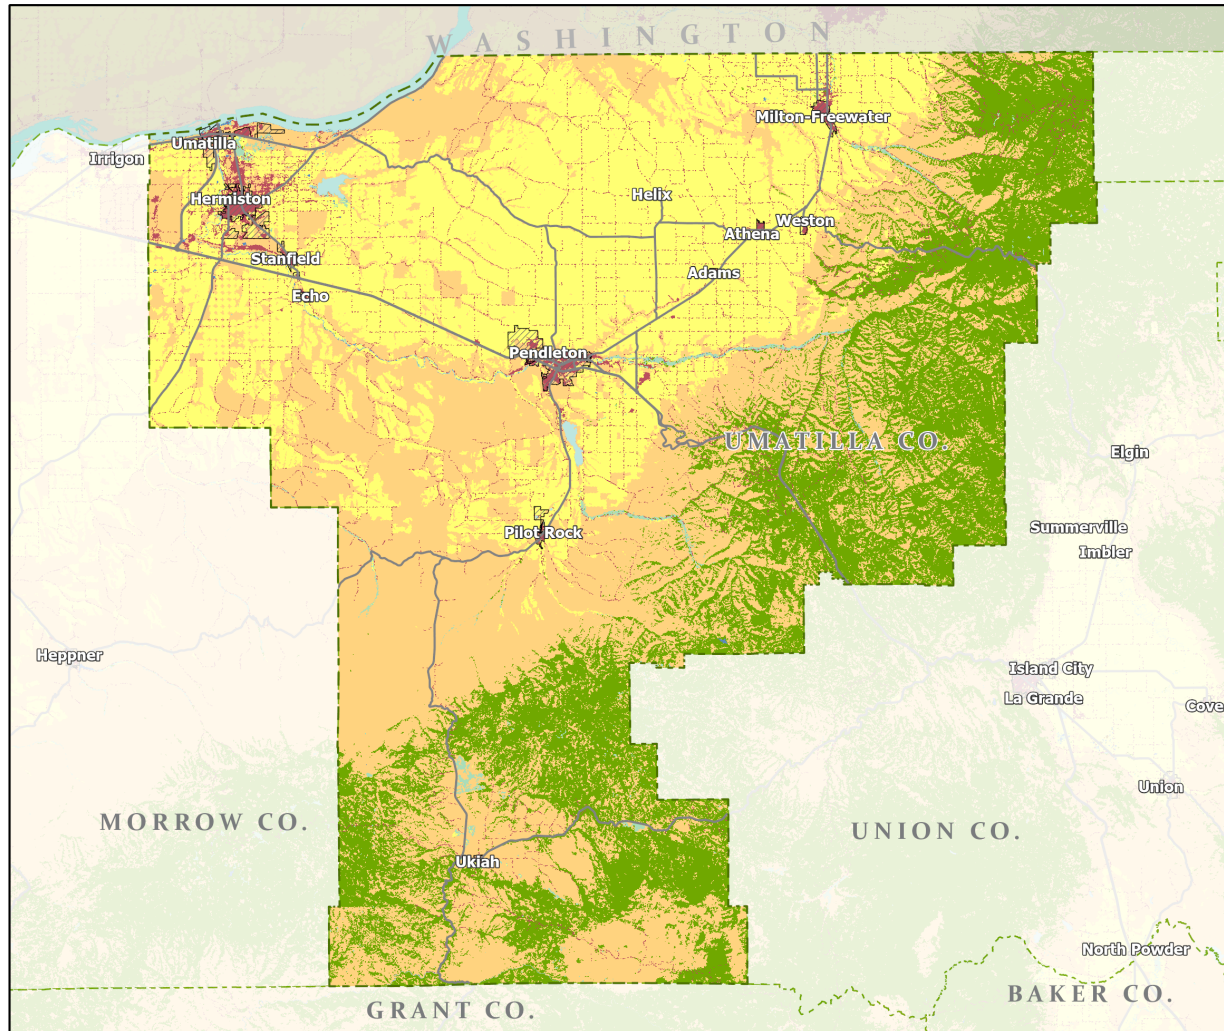 WASHINGTON
Milton-Freewater
Umatilla
Irrigon
Helix
Hermiston
Weston
Athena
Stanfield
Adams
Echo
Pendleton
UMATILLA CO.
Elgin
Summerville
Pilot Rock
Imbler
Heppner
Island City
La Grande
Cove
Union
MORROW CO.
UNION CO.
Ukiah
North Powder
BAKER CO.
GRANT CO.